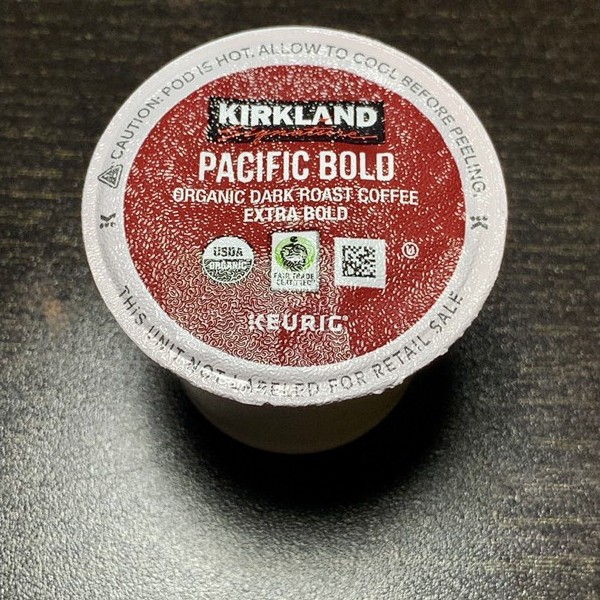 CAUTION: POD IS HOT. ALLOW TO COOL BEFORE PEELING.
KIRKLAND
Signature
PACIFIC BOLD
ORGANIC DARK ROAST COFFEE
EXTRA BOLD
USDA
ORGANIC
FAIR TRADE
CERTIFIED
KEURIG
THIS UNIT NOT LABELED FOR RETAIL SALE